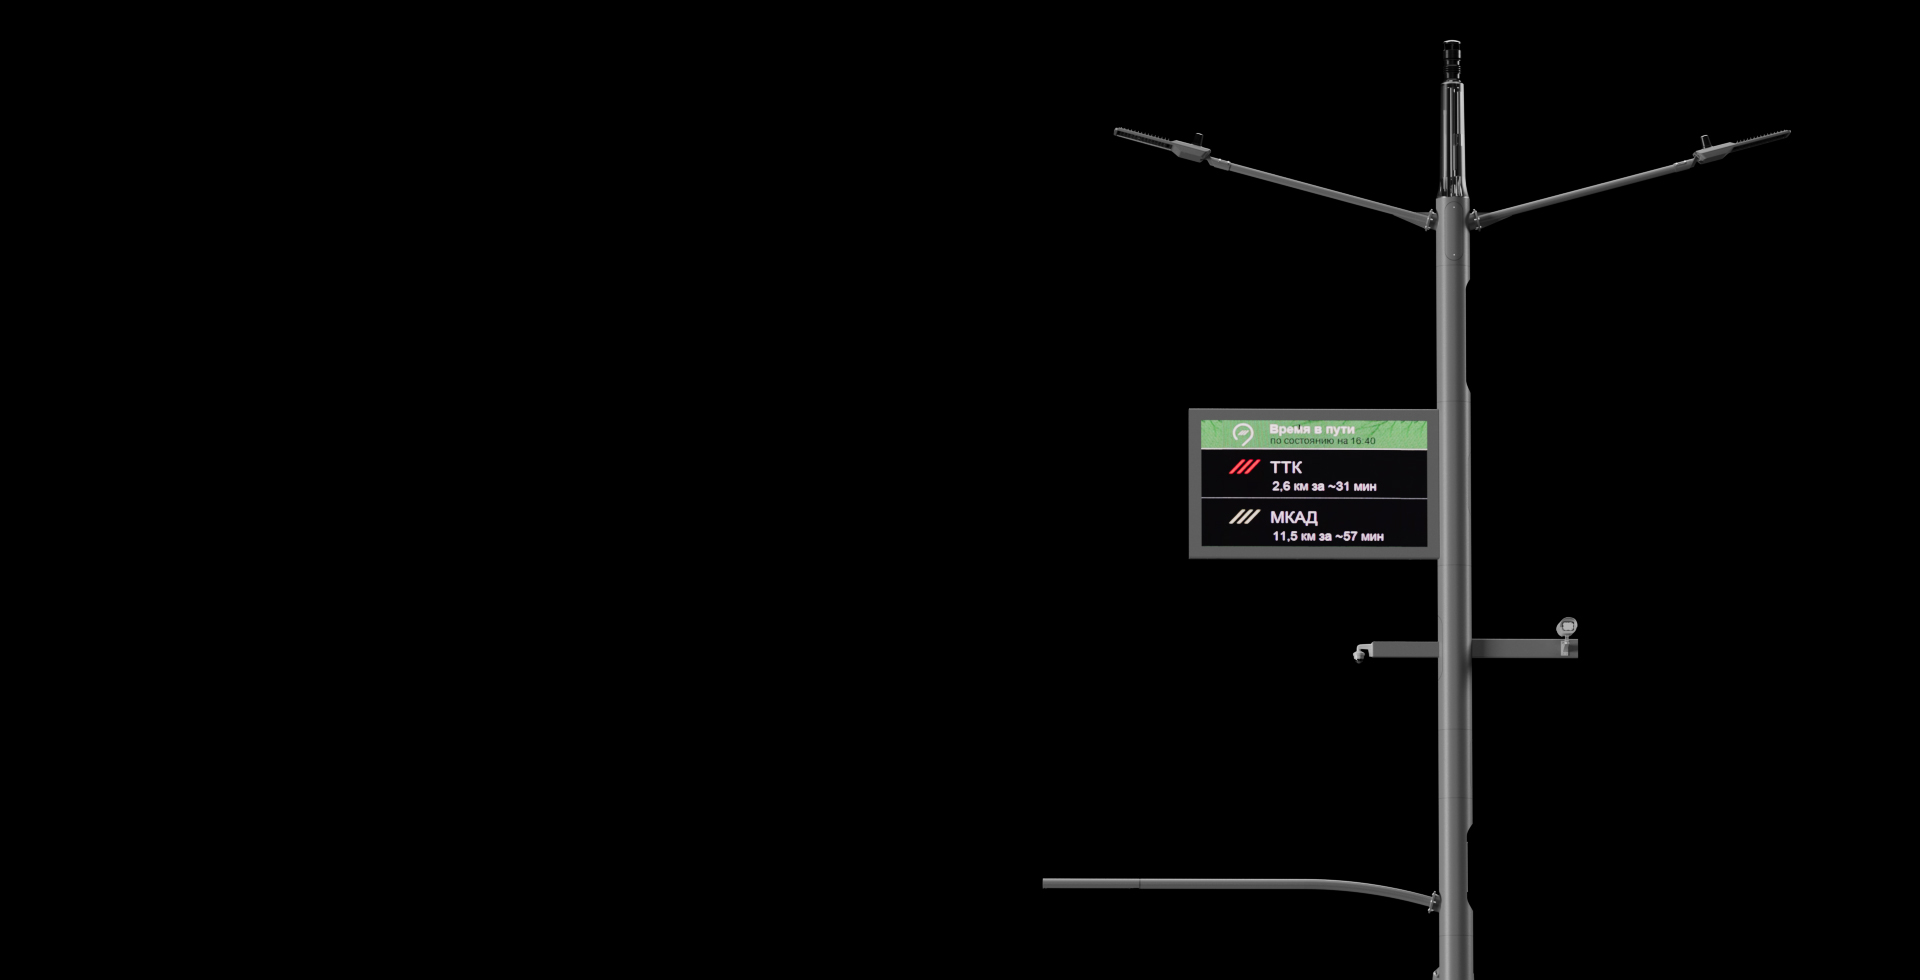 Время в пути
по состоянию на 16:40
ТТК
2,6 км за ~31 мин
МКАД
11,5 км за ~57 мин